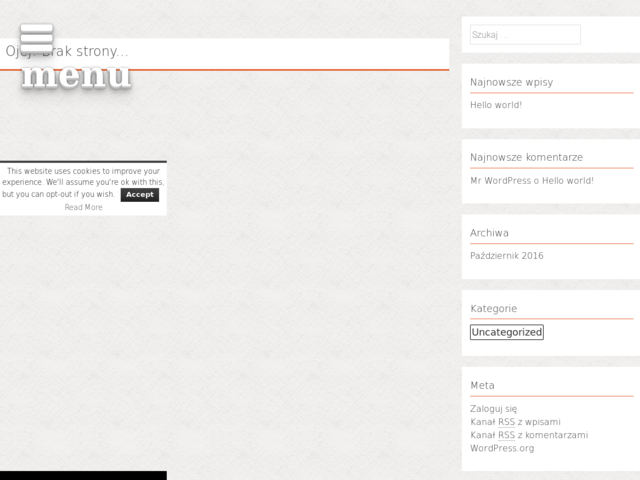 strony...
menu
This website uses cookies to improve your
experience. We'll assume you're ok with this,
but you can opt-out if you wish. Accept
Read More
Szukaj ...
Najnowsze wpisy
Hello world!
Najnowsze komentarze
Mr WordPress o Hello world!
Archiwa
Październik 2016
Kategorie
Uncategorized
Meta
Zaloguj się
Kanał RSS z wpisami
Kanał RSS z komentarzami
WordPress.org